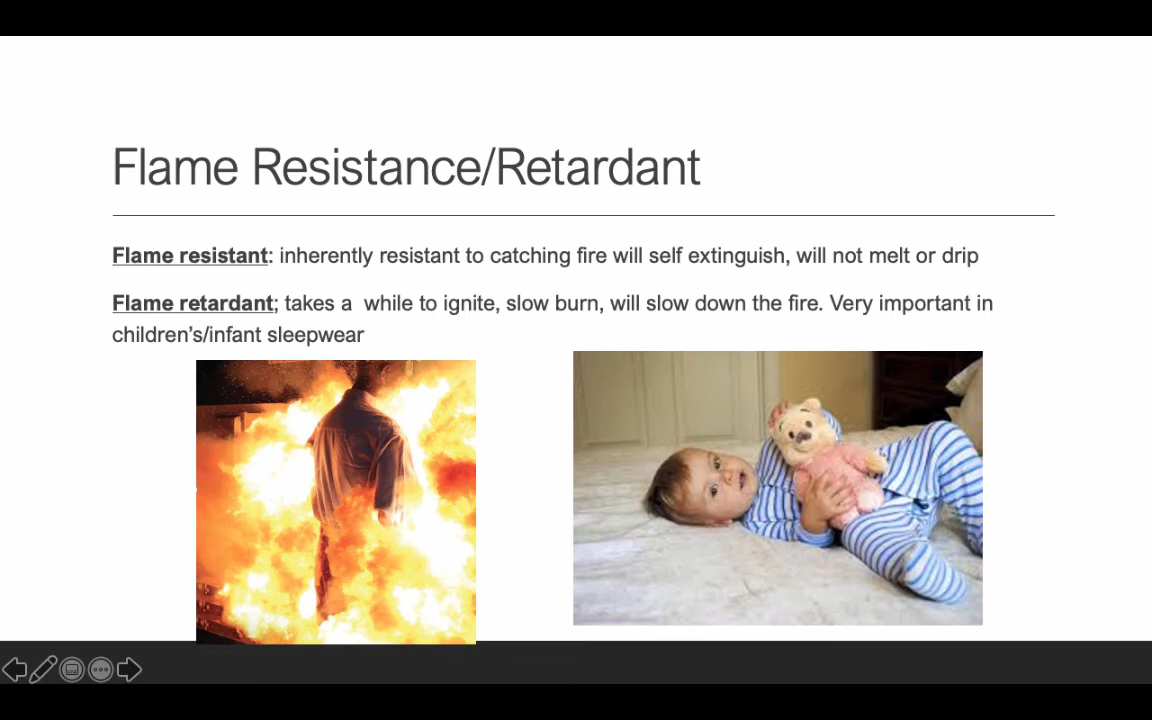 Flame Resistance/Retardant
Flame resistant: inherently resistant to catching fire will self extinguish, will not melt or drip
Flame retardant; takes a  while to ignite, slow burn, will slow down the fire. Very important in
children's/infant sleepwear